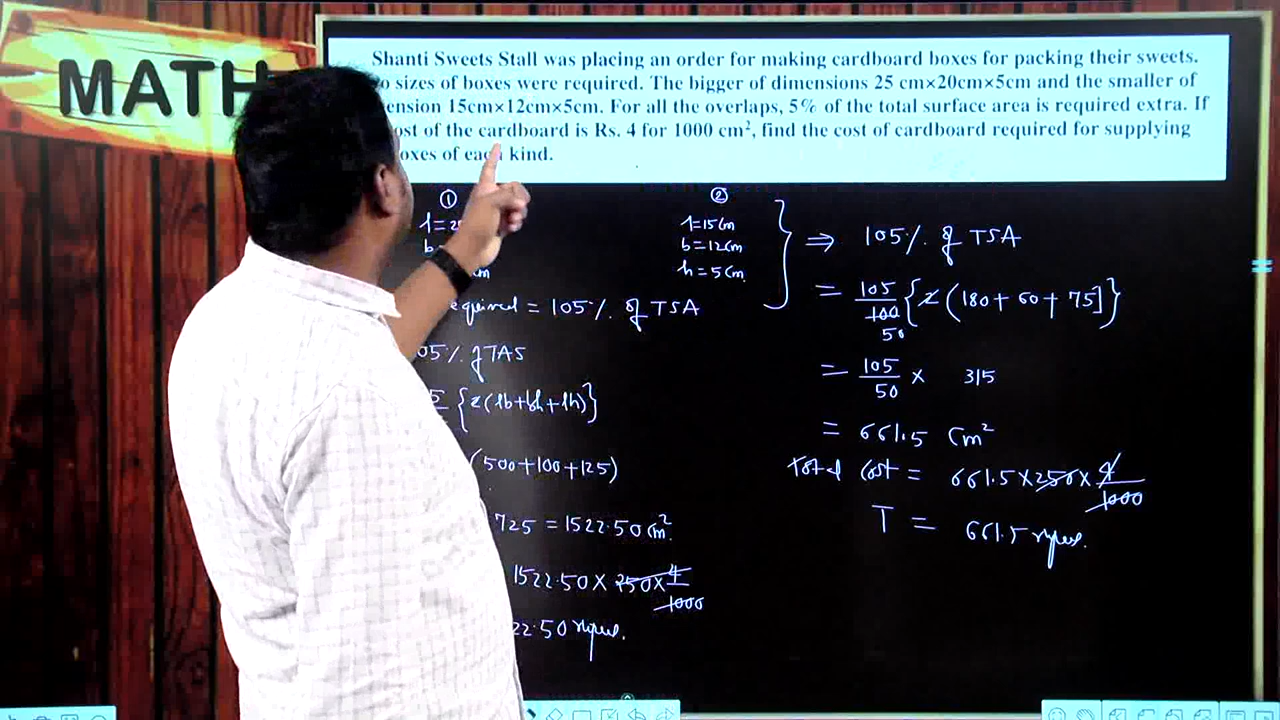 MATH
Shanti Sweets Stall was placing an order for making cardboard boxes for packing their sweets.
sizes of boxes were required. The bigger of dimensions 25 cm×20cm×5cm and the smaller of
15cm×12cm×5cm. For all the overlaps, 5% of the total surface area is required extra. If
of the cardboard is Rs. 4 for 1000 cm², find the cost of cardboard required for supplying
of each kind.
①
l=2
b
m
= 105% of TSA
05% of TAS
{2(lb+bh+lh)}
(500+100+125)
725 = 1522.50 Cm².
1522.50 × 250 × 4/1000
22.50 rupees.
②
l=15Cm
b=12Cm
h=5Cm.
⇒ 105% of TSA
= 105/100 {2(180+60+75]}
50
= 105/50 × 315
= 661.5 Cm²
Total Cost = 661.5×250×4/1000
T = 661.5 rupees.